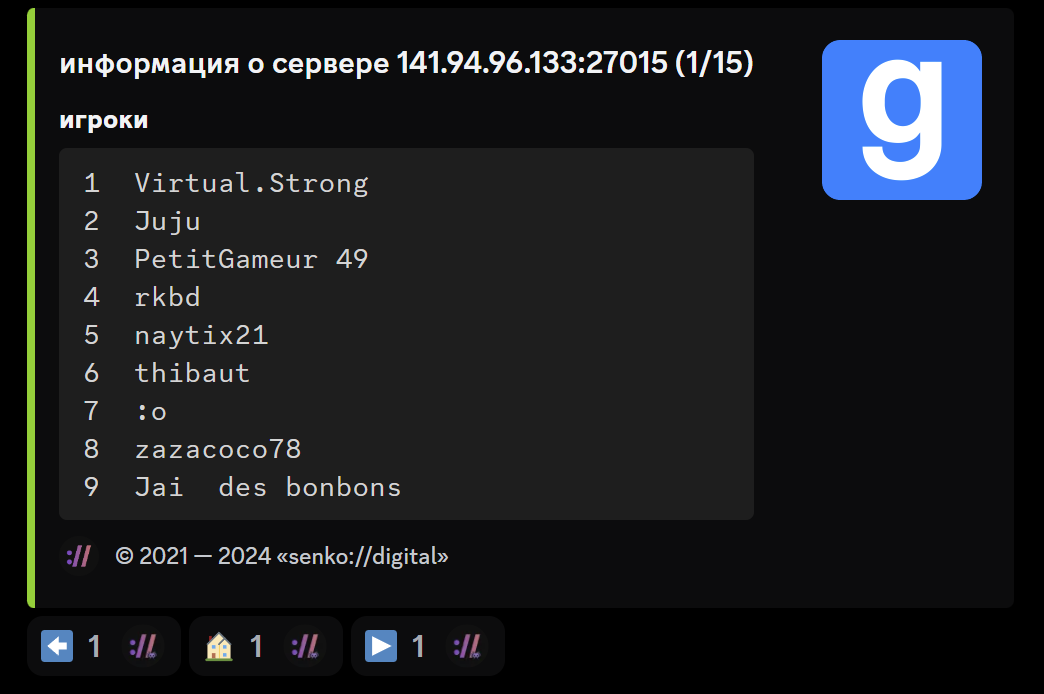 информация о сервере 141.94.96.133:27015 (1/15)
g
игроки
1 Virtual.Strong
2 Juju
3 PetitGameur 49
4 rkbd
5 naytix21
6 thibaut
7 :o
8 zazacoco78
9 Jai  des bonbons
:// © 2021 — 2024 «senko://digital»
1 :// 1 :// 1 ://